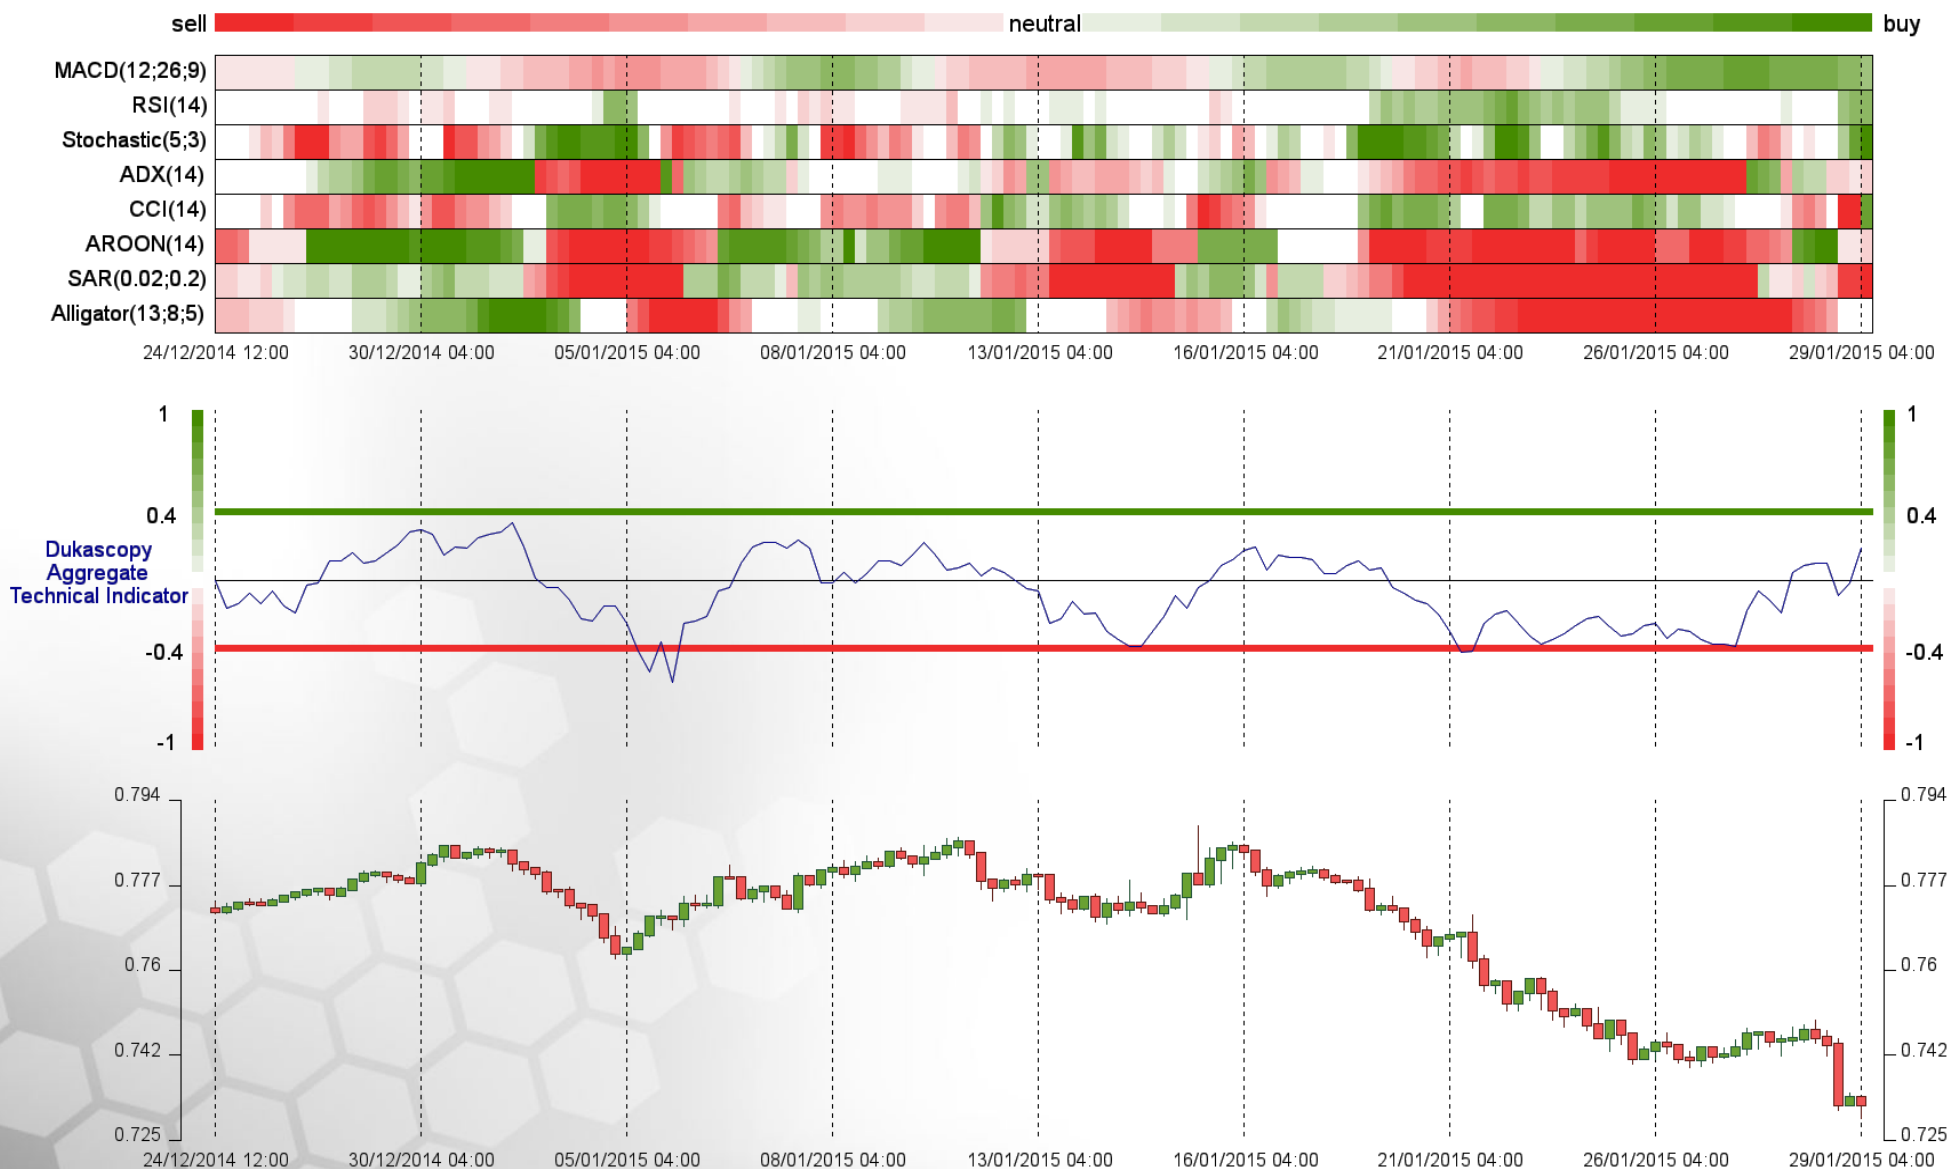 sell neutral buy
MACD(12;26;9)
RSI(14)
Stochastic(5;3)
ADX(14)
CCI(14)
AROON(14)
SAR(0.02;0.2)
Alligator(13;8;5)
24/12/2014 12:00 30/12/2014 04:00 05/01/2015 04:00 08/01/2015 04:00 13/01/2015 04:00 16/01/2015 04:00 21/01/2015 04:00 26/01/2015 04:00 29/01/2015 04:00
1 1
0.4 0.4
Dukascopy
Aggregate
Technical Indicator
-0.4 -0.4
-1 -1
0.794 0.794
0.777 0.777
0.76 0.76
0.742 0.742
0.725 0.725
24/12/2014 12:00 30/12/2014 04:00 05/01/2015 04:00 08/01/2015 04:00 13/01/2015 04:00 16/01/2015 04:00 21/01/2015 04:00 26/01/2015 04:00 29/01/2015 04:00